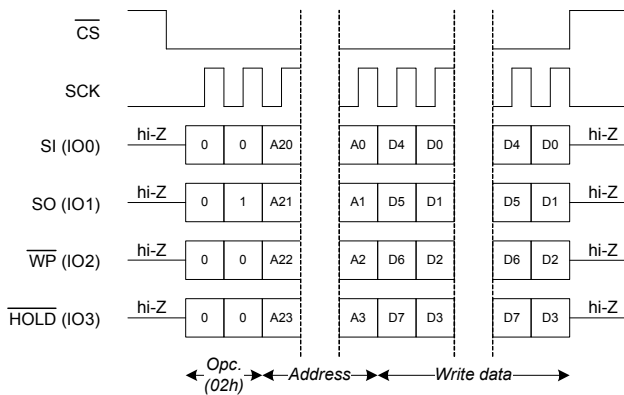 CS
SCK
hi-Z hi-Z
SI (IO0) 0 0 A20 A0 D4 D0 D4 D0
hi-Z hi-Z
SO (IO1) 0 1 A21 A1 D5 D1 D5 D1
hi-Z hi-Z
WP (IO2) 0 0 A22 A2 D6 D2 D6 D2
hi-Z hi-Z
HOLD (IO3) 0 0 A23 A3 D7 D3 D7 D3
Opc.
(02h) Address Write data